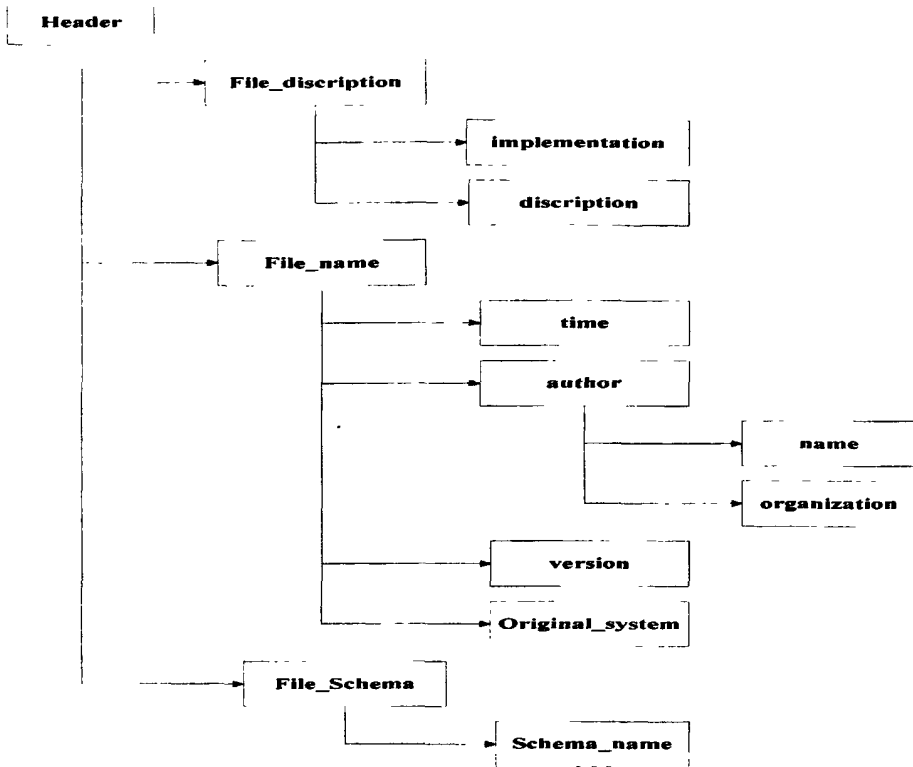 Header
File_discription
implementation
discription
File_name
time
author
name
organization
version
Original_system
File_Schema
Schema_name